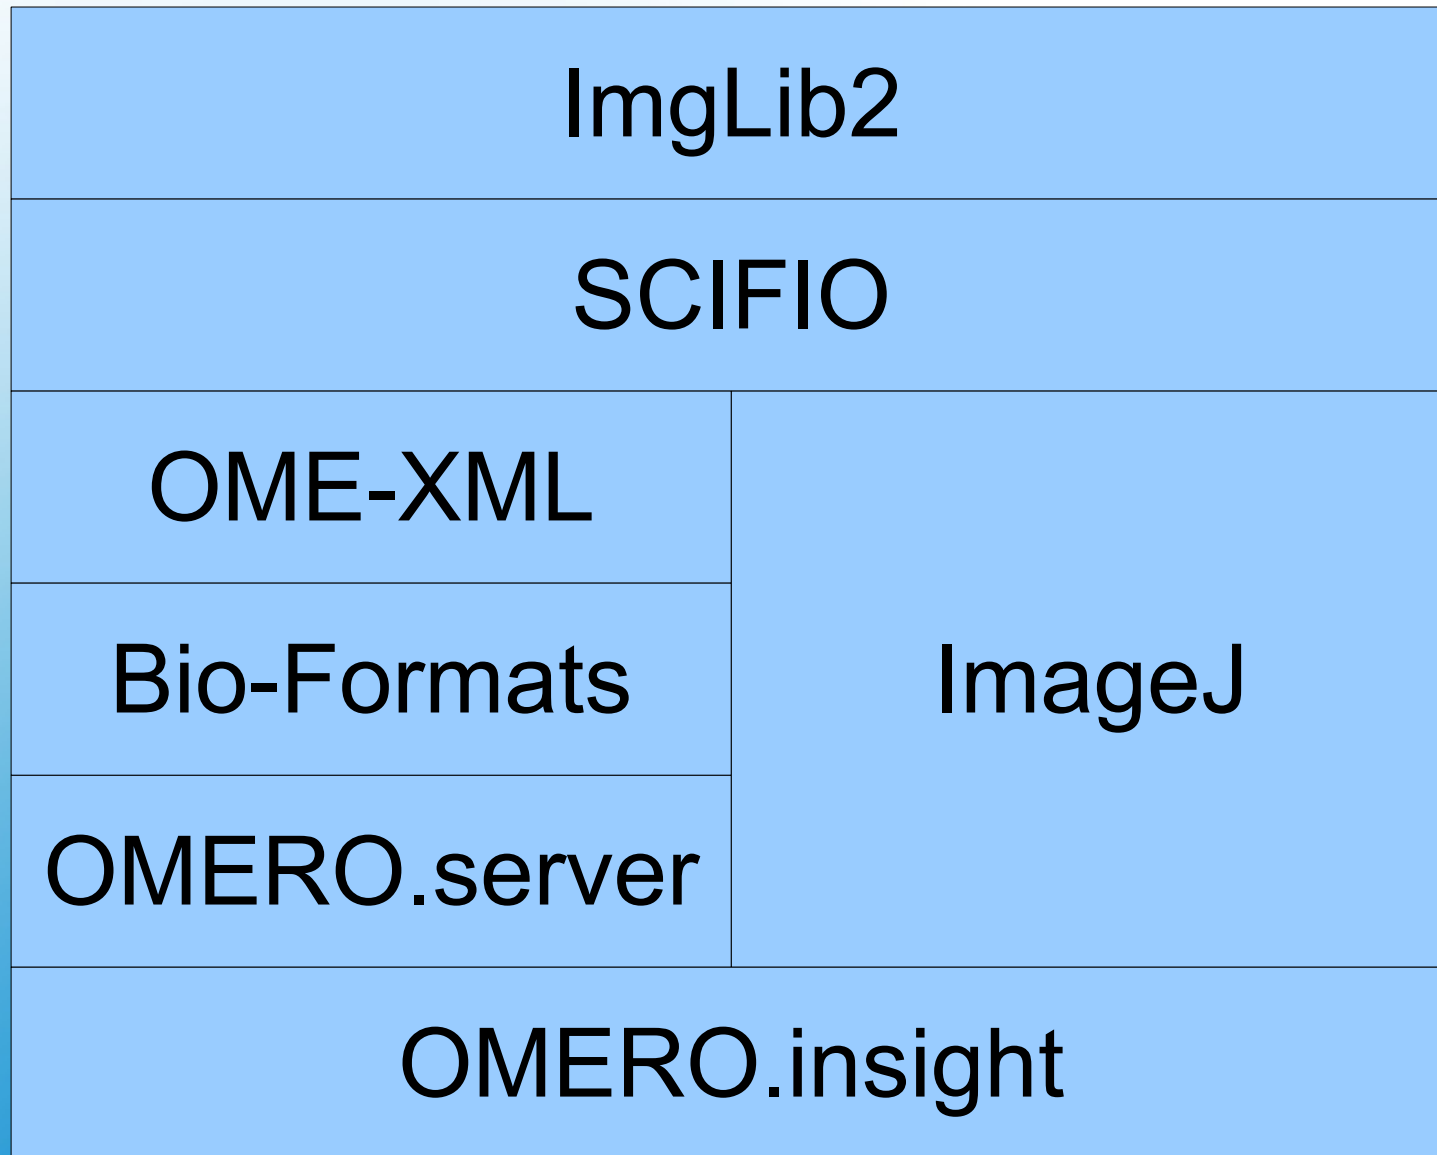 ImgLib2
SCIFIO
OME-XML
Bio-Formats
ImageJ
OMERO.server
OMERO.insight